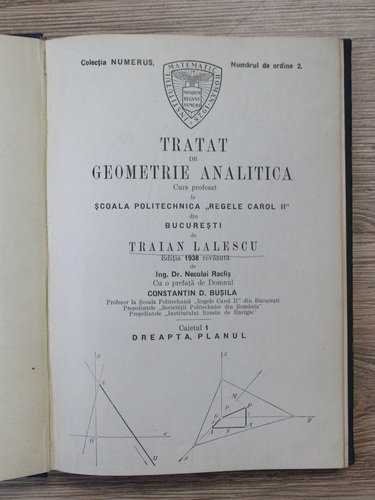 Colecția NUMERUS, Numărul de ordine 2.
TRATAT
DE
GEOMETRIE ANALITICA
Curs profesat
la
ȘCOALA POLITECHNICA „REGELE CAROL II"
din
BUCUREȘTI
de
TRAIAN LALESCU
Ediția 1938 revăzută
de
Ing. Dr. Neculai Racliș
Cu o prefață de Domnul
CONSTANTIN D. BUȘILA
Profesor la Școala Politechnică „Regele Carol II" din București
Președintele „Societății Politechnice din România"
Președintele „Institutului Român de Energie"
Caietul 1
DREAPTA, PLANUL